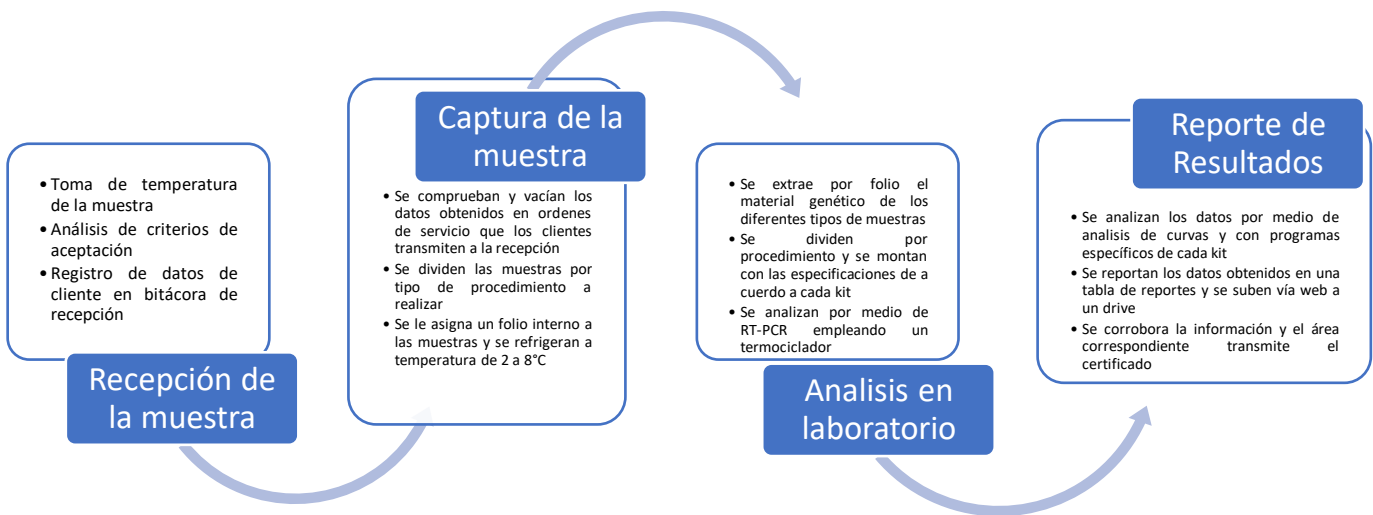 • Toma de temperatura
de la muestra
• Análisis de criterios de
aceptación
• Registro de datos de
cliente en bitácora de
recepción
Recepción de
la muestra
Captura de la
muestra
• Se comprueban y vacían los
datos obtenidos en ordenes
de servicio que los clientes
transmiten a la recepción
• Se dividen las muestras por
tipo de procedimiento a
realizar
• Se le asigna un folio interno a
las muestras y se refrigeran a
temperatura de 2 a 8°C
• Se extrae por folio el
material genético de los
diferentes tipos de muestras
• Se dividen por
procedimiento y se montan
con las especificaciones de a
cuerdo a cada kit
• Se analizan por medio de
RT-PCR empleando un
termociclador
Analisis en
laboratorio
Reporte de
Resultados
• Se analizan los datos por medio de
analisis de curvas y con programas
específicos de cada kit
• Se reportan los datos obtenidos en una
tabla de reportes y se suben vía web a
un drive
• Se corrobora la información y el área
correspondiente transmite el
certificado